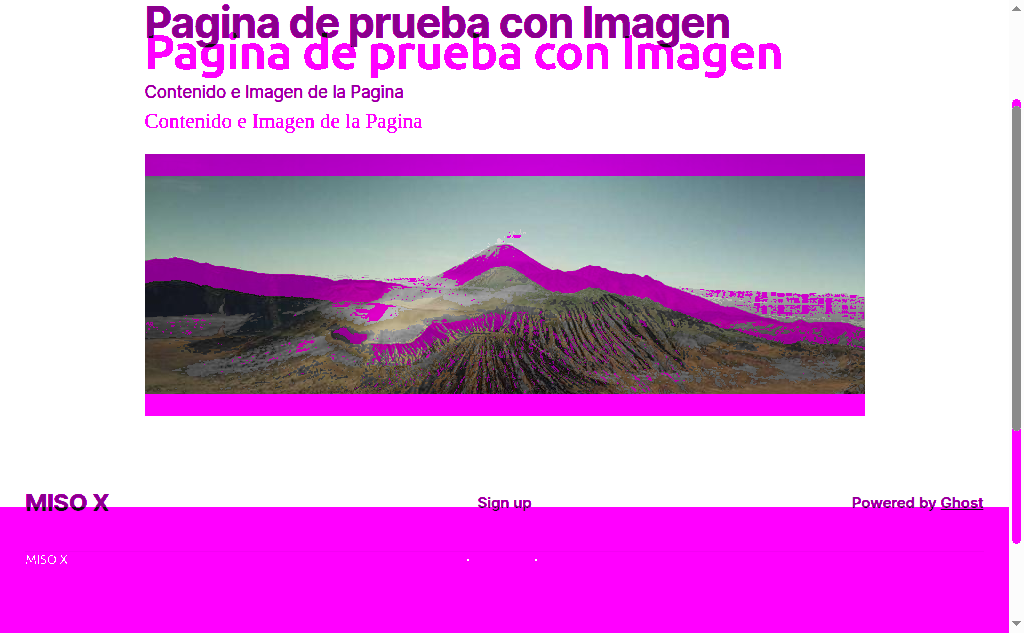 Pagina de prueba con Imagen
Pagina de prueba con Imagen
Contenido e Imagen de la Pagina
Contenido e Imagen de la Pagina
MISO X Sign up Powered by Ghost
MISO X